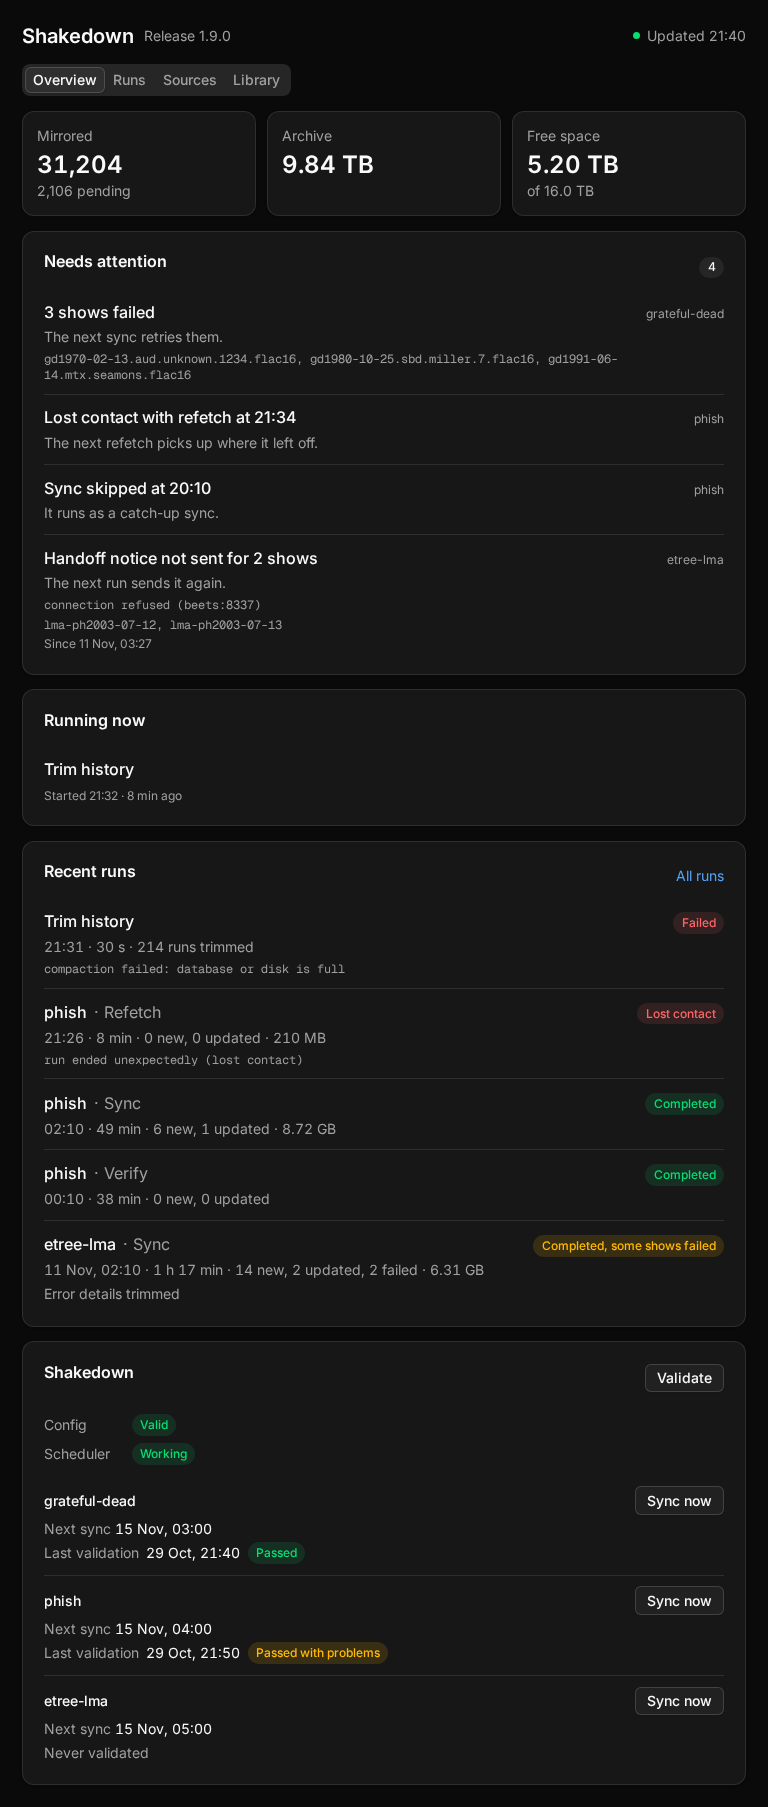 Shakedown Release 1.9.0
Updated 21:40
Overview Runs Sources Library
Mirrored
31,204
2,106 pending
Archive
9.84 TB
Free space
5.20 TB
of 16.0 TB
Needs attention
4
3 shows failed
grateful-dead
The next sync retries them.
gd1970-02-13.aud.unknown.1234.flac16, gd1980-10-25.sbd.miller.7.flac16, gd1991-06-
14.mtx.seamons.flac16
Lost contact with refetch at 21:34
phish
The next refetch picks up where it left off.
Sync skipped at 20:10
phish
It runs as a catch-up sync.
Handoff notice not sent for 2 shows
etree-lma
The next run sends it again.
connection refused (beets:8337)
lma-ph2003-07-12, lma-ph2003-07-13
Since 11 Nov, 03:27
Running now
Trim history
Started 21:32 · 8 min ago
Recent runs
All runs
Trim history
Failed
21:31 · 30 s · 214 runs trimmed
compaction failed: database or disk is full
phish · Refetch
Lost contact
21:26 · 8 min · 0 new, 0 updated · 210 MB
run ended unexpectedly (lost contact)
phish · Sync
Completed
02:10 · 49 min · 6 new, 1 updated · 8.72 GB
phish · Verify
Completed
00:10 · 38 min · 0 new, 0 updated
etree-lma · Sync
Completed, some shows failed
11 Nov, 02:10 · 1 h 17 min · 14 new, 2 updated, 2 failed · 6.31 GB
Error details trimmed
Shakedown
Validate
Config Valid
Scheduler Working
grateful-dead
Sync now
Next sync 15 Nov, 03:00
Last validation 29 Oct, 21:40 Passed
phish
Sync now
Next sync 15 Nov, 04:00
Last validation 29 Oct, 21:50 Passed with problems
etree-lma
Sync now
Next sync 15 Nov, 05:00
Never validated